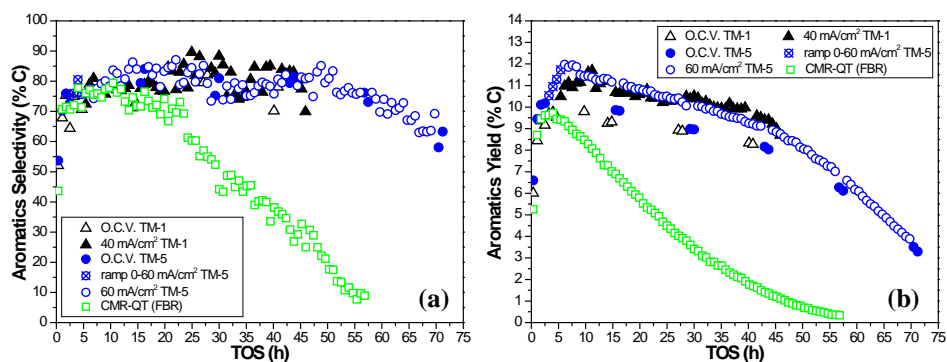 Aromatics Selectivity (% C)
100
90
80
70
60
50
40
30
20
10
0
O.C.V. TM-1
40 mA/cm² TM-1
O.C.V. TM-5
ramp 0-60 mA/cm² TM-5
60 mA/cm² TM-5
CMR-QT (FBR)
(a)
0 5 10 15 20 25 30 35 40 45 50 55 60 65 70 75
TOS (h)
Aromatics Yield (% C)
14
13
12
11
10
9
8
7
6
5
4
3
2
1
0
O.C.V. TM-1 40 mA/cm² TM-1
O.C.V. TM-5 ramp 0-60 mA/cm² TM-5
60 mA/cm² TM-5 CMR-QT (FBR)
(b)
0 5 10 15 20 25 30 35 40 45 50 55 60 65 70 75
TOS (h)